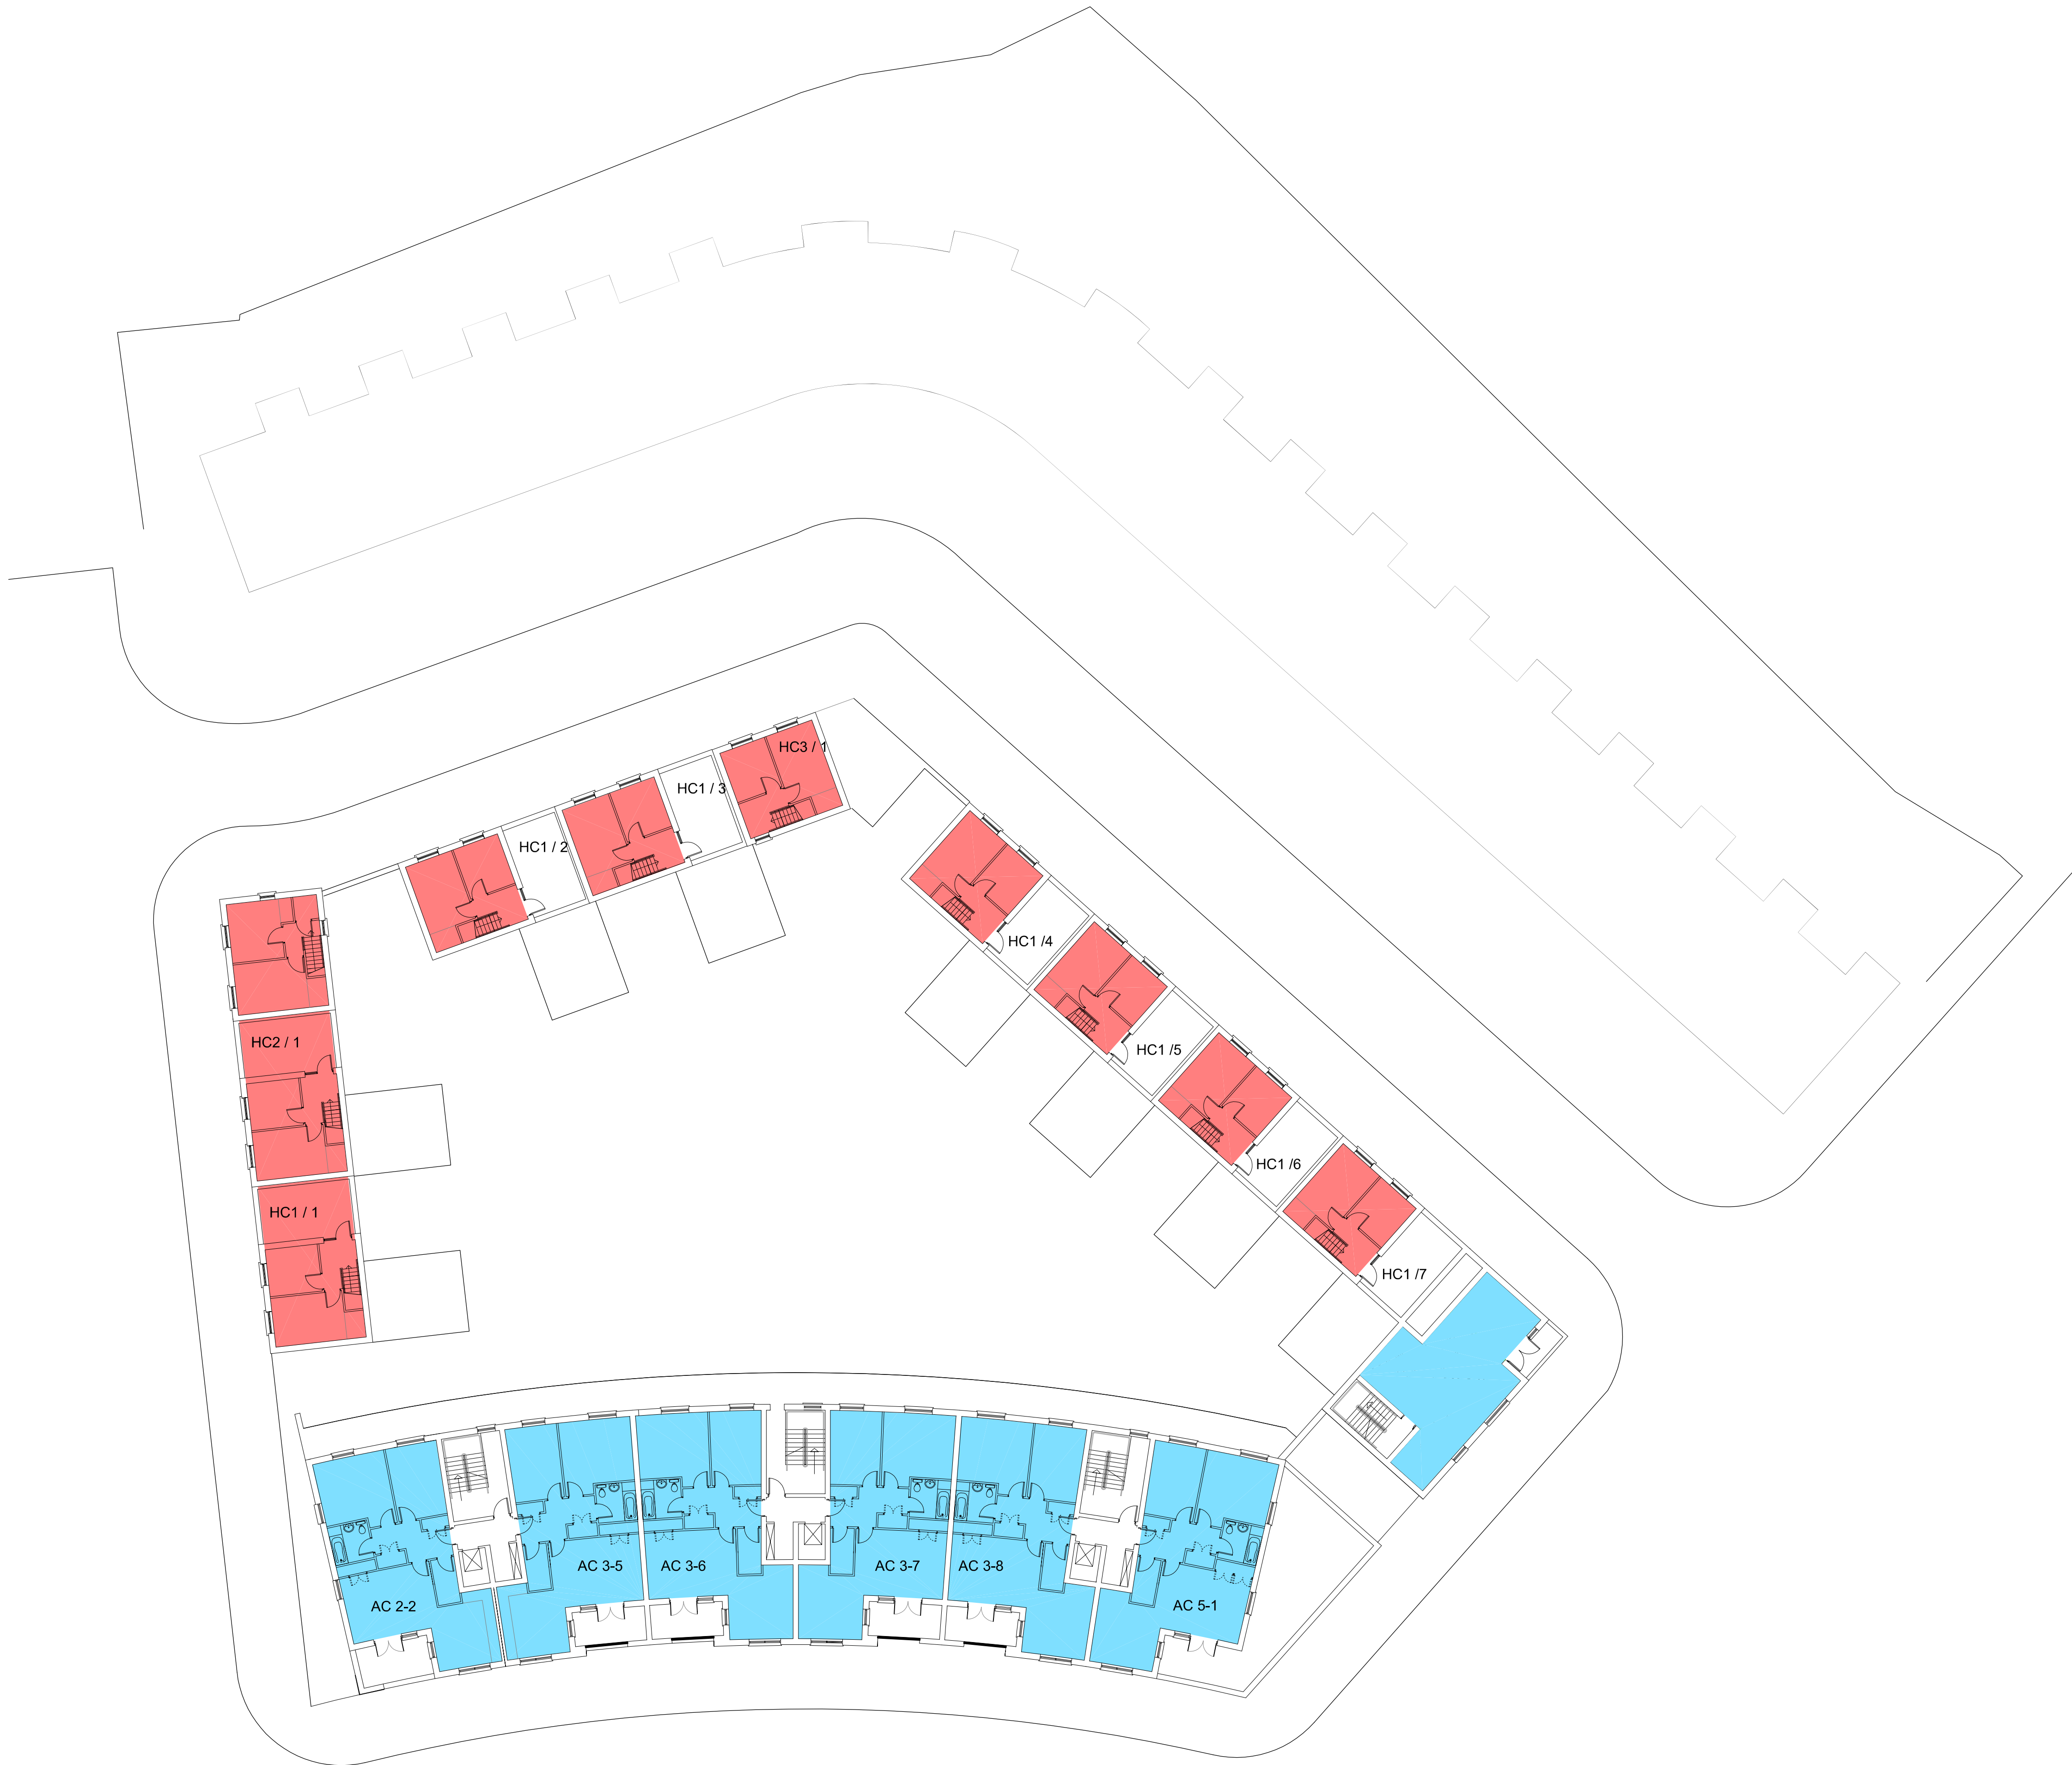 HC3 / 1
HC1 / 3
HC1 / 2
HC1 /4
HC2 / 1
HC1 /5
HC1 /6
HC1 / 1
HC1 /7
AC 2-2
AC 3-5
AC 3-6
AC 3-7
AC 3-8
AC 5-1